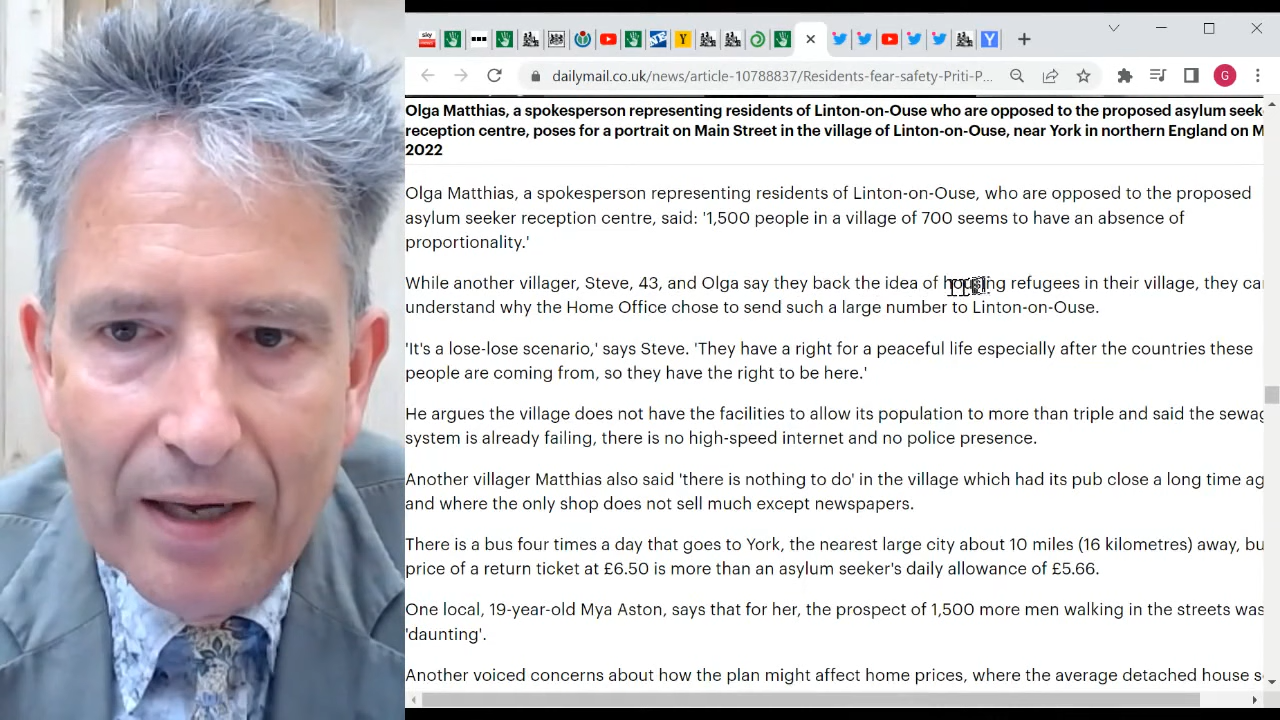 sky
Y
Y
G
dailymail.co.uk/news/article-10788837/Residents-fear-safety-Priti-P...
Olga Matthias, a spokesperson representing residents of Linton-on-Ouse who are opposed to the proposed asylum seek
reception centre, poses for a portrait on Main Street in the village of Linton-on-Ouse, near York in northern England on M
2022
Olga Matthias, a spokesperson representing residents of Linton-on-Ouse, who are opposed to the proposed
asylum seeker reception centre, said: '1,500 people in a village of 700 seems to have an absence of
proportionality.'
While another villager, Steve, 43, and Olga say they back the idea of housing refugees in their village, they car
understand why the Home Office chose to send such a large number to Linton-on-Ouse.
'It's a lose-lose scenario,' says Steve. 'They have a right for a peaceful life especially after the countries these
people are coming from, so they have the right to be here.'
He argues the village does not have the facilities to allow its population to more than triple and said the sewag
system is already failing, there is no high-speed internet and no police presence.
Another villager Matthias also said 'there is nothing to do' in the village which had its pub close a long time ag
and where the only shop does not sell much except newspapers.
There is a bus four times a day that goes to York, the nearest large city about 10 miles (16 kilometres) away, bu
price of a return ticket at £6.50 is more than an asylum seeker's daily allowance of £5.66.
One local, 19-year-old Mya Aston, says that for her, the prospect of 1,500 more men walking in the streets was
'daunting'.
Another voiced concerns about how the plan might affect home prices, where the average detached house s